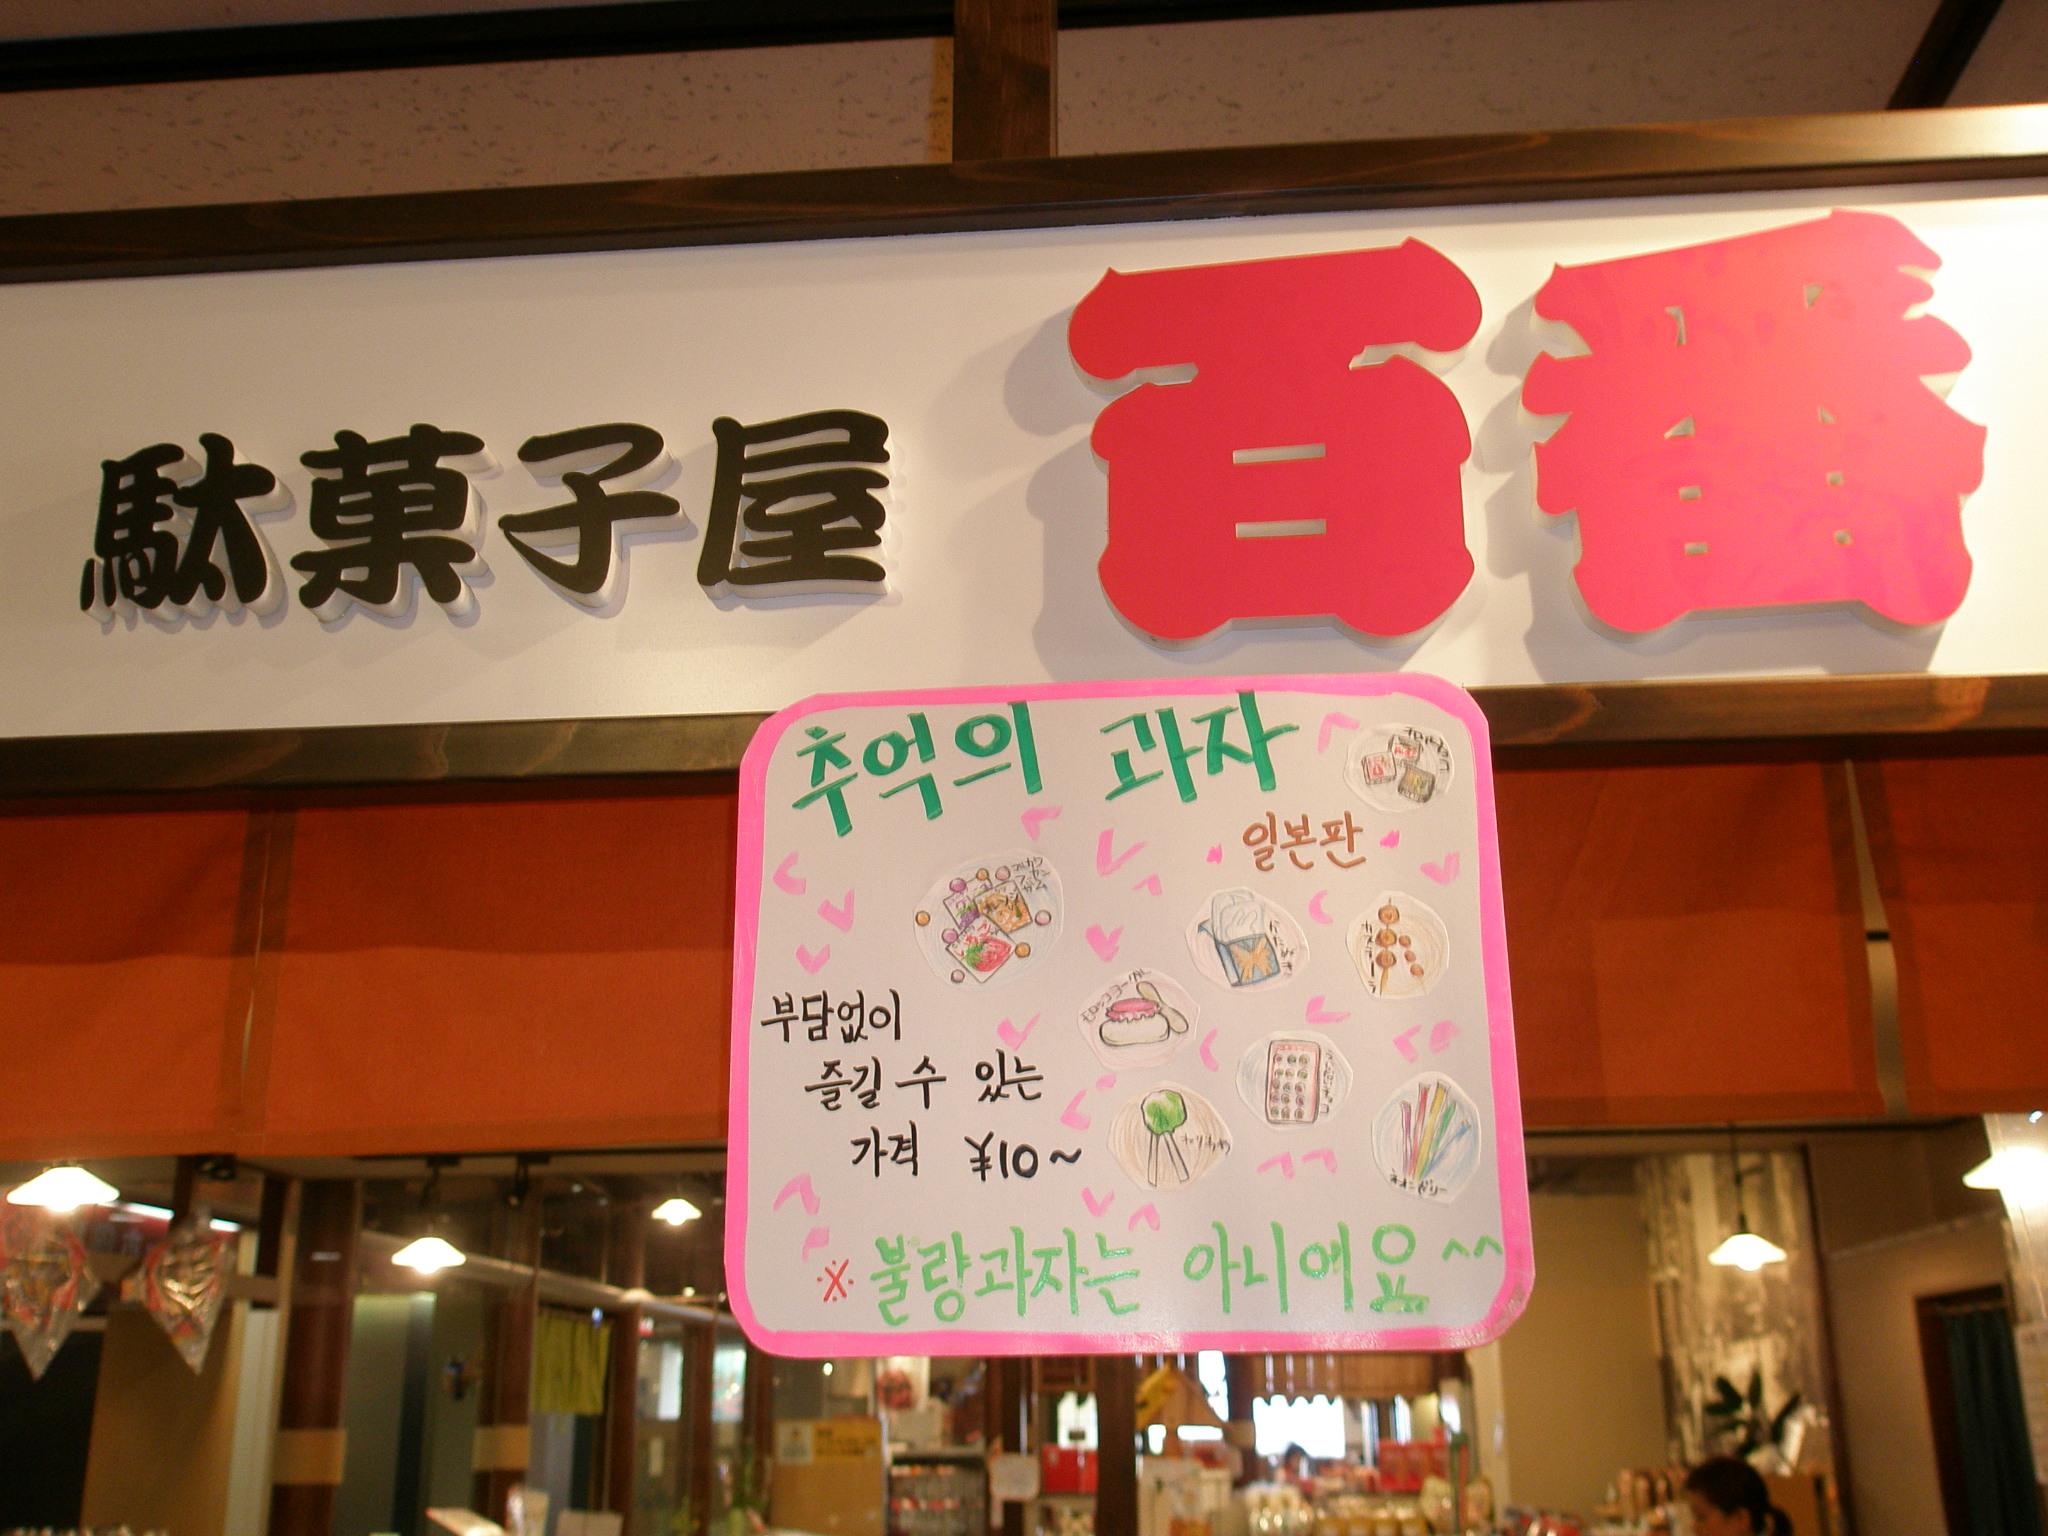 駄菓子屋 百番
추억의 과자
일본판
부담없이
즐길 수 있는
가격 ¥10~
※ 불량과자는 아니에요^^